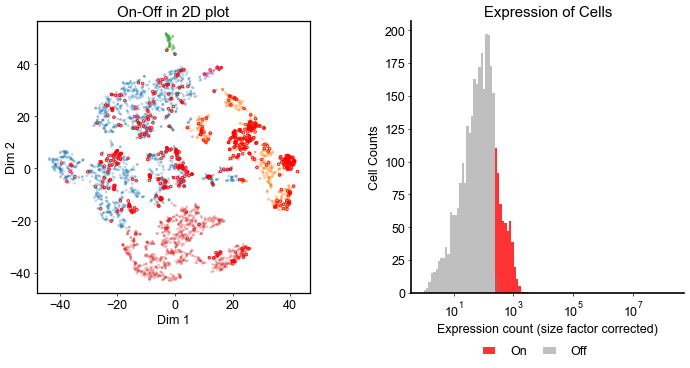 On-Off in 2D plot
40
20
0
−20
−40
Dim 2
−40
−20
0
20
40
Dim 1
Expression of Cells
200
175
150
125
100
75
50
25
0
Cell Counts
10^1
10^3
10^5
10^7
Expression count (size factor corrected)
On
Off